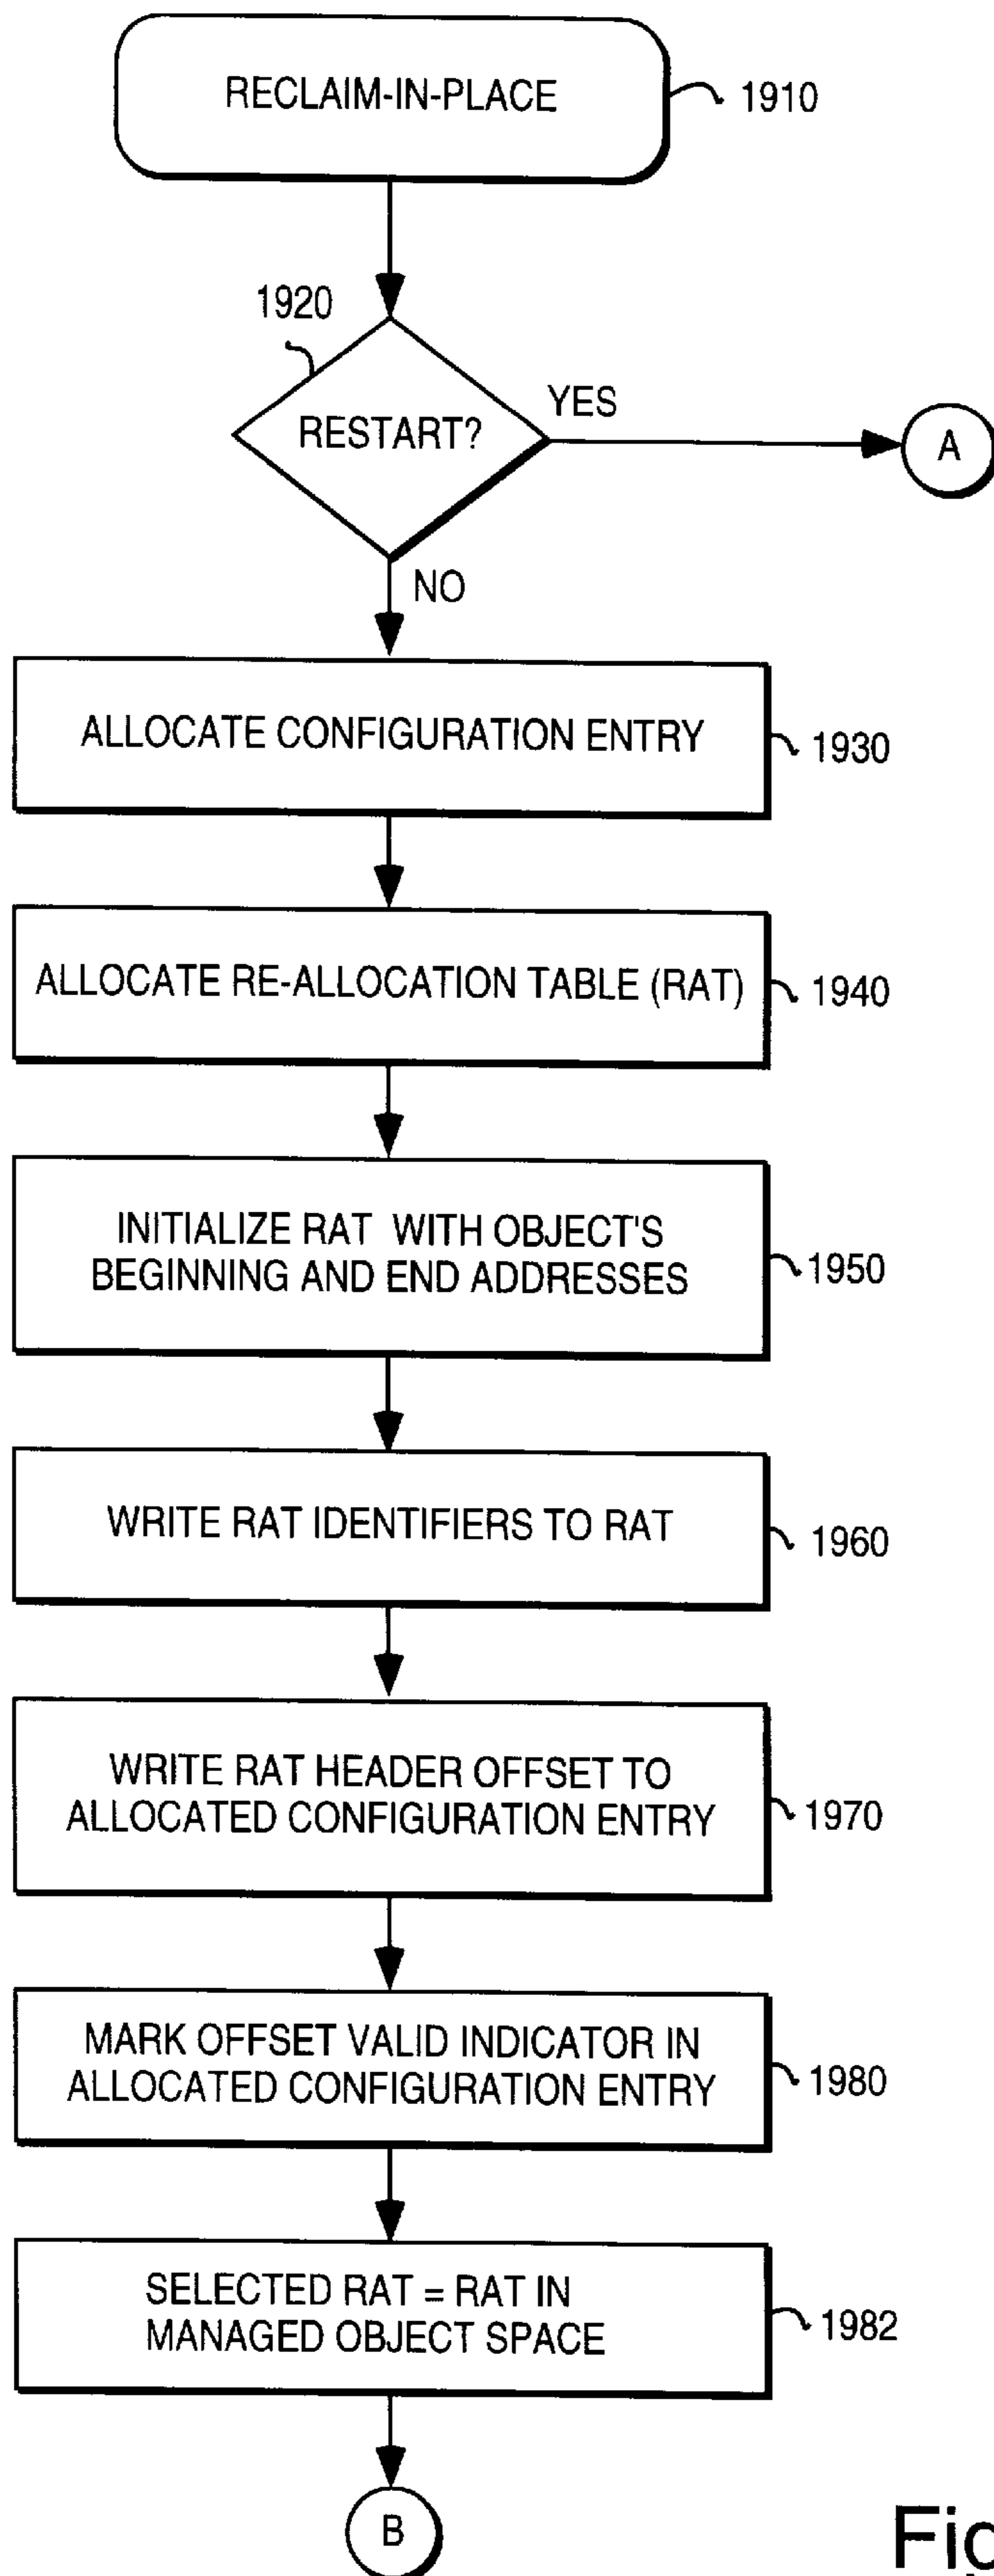 RECLAIM-IN-PLACE
1910
1920
RESTART?
YES
A
NO
ALLOCATE CONFIGURATION ENTRY
1930
ALLOCATE RE-ALLOCATION TABLE (RAT)
1940
INITIALIZE RAT WITH OBJECT'S
BEGINNING AND END ADDRESSES
1950
WRITE RAT IDENTIFIERS TO RAT
1960
WRITE RAT HEADER OFFSET TO
ALLOCATED CONFIGURATION ENTRY
1970
MARK OFFSET VALID INDICATOR IN
ALLOCATED CONFIGURATION ENTRY
1980
SELECTED RAT = RAT IN
MANAGED OBJECT SPACE
1982
B